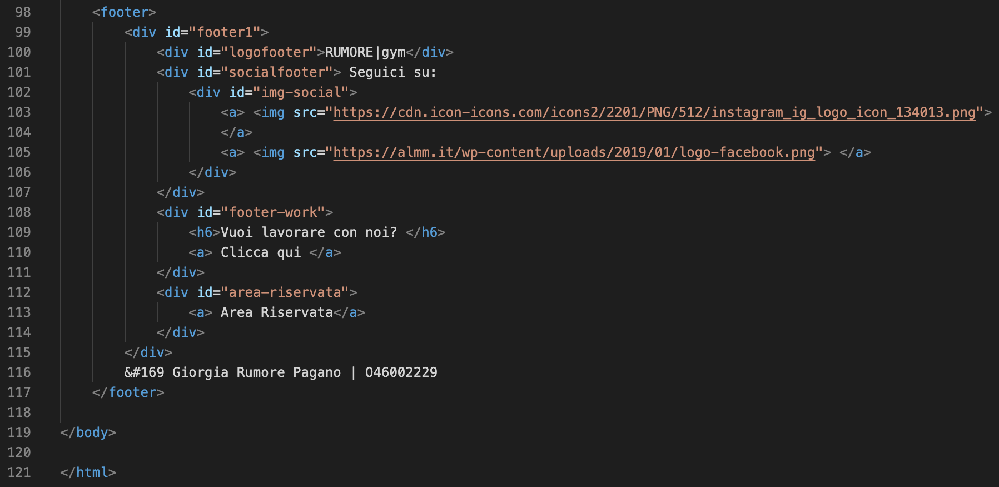 98 <footer>
99 <div id="footer1">
100 <div id="logofooter">RUMORE|gym</div>
101 <div id="socialfooter"> Seguici su:
102 <div id="img-social">
103 <a> <img src="https://cdn.icon-icons.com/icons2/2201/PNG/512/instagram_ig_logo_icon_134013.png">
104 </a>
105 <a> <img src="https://almm.it/wp-content/uploads/2019/01/logo-facebook.png"> </a>
106 </div>
107 </div>
108 <div id="footer-work">
109 <h6>Vuoi lavorare con noi? </h6>
110 <a> Clicca qui </a>
111 </div>
112 <div id="area-riservata">
113 <a> Area Riservata</a>
114 </div>
115 </div>
116 &#169 Giorgia Rumore Pagano | O46002229
117 </footer>
118
119 </body>
120
121 </html>